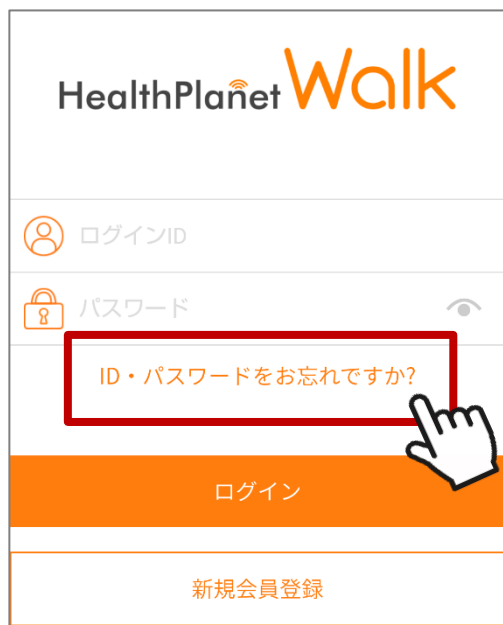 HealthPlanet Walk
ログインID
パスワード
ID・パスワードをお忘れですか?
ログイン
新規会員登録